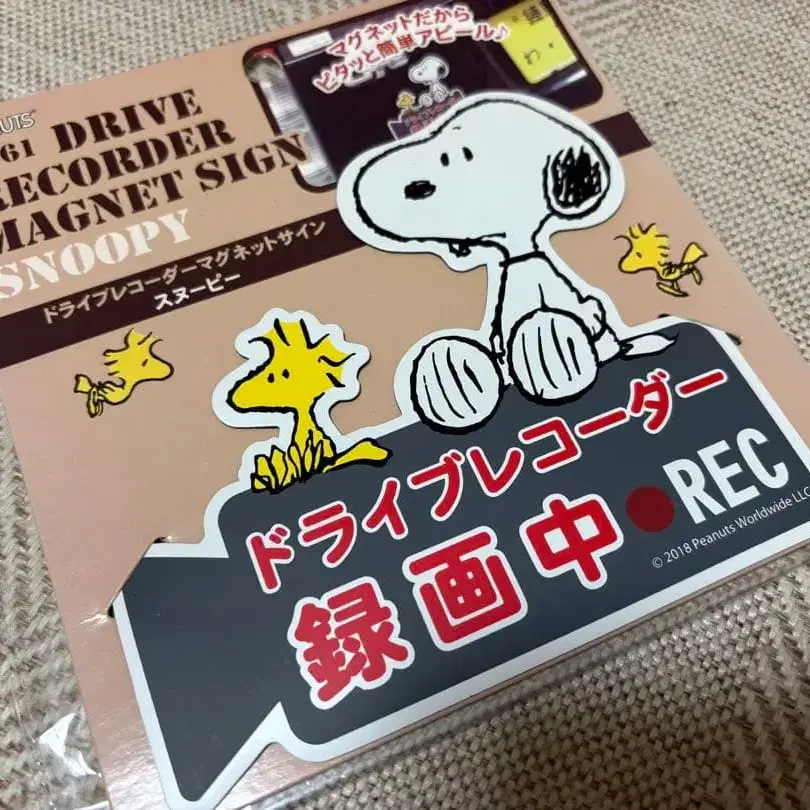 マグネットだから
ピタッと簡単アピール♪
わ・
UTS
61 DRIVE
RECORDER
MAGNET SIGN
SNOOPY
ドライブレコーダーマグネットサイン
スヌーピー
ドライブレコーダー
録画中●REC
© 2018 Peanuts Worldwide LLC